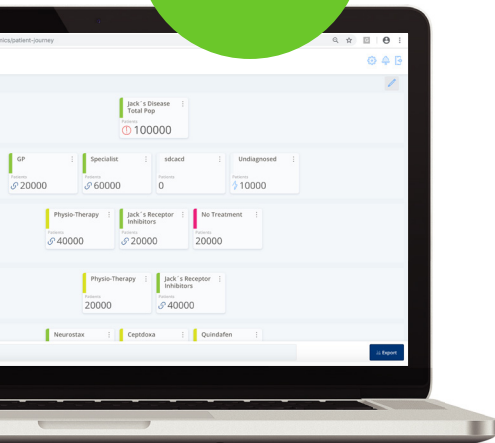 nics/patient-journey
Jack`s Disease
Total Pop
Patients
100000
GP
Patients
20000
Specialist
Patients
60000
sdcacd
Patients
0
Undiagnosed
Patients
10000
Physio-Therapy
Patients
40000
Jack`s Receptor
Inhibitors
Patients
20000
No Treatment
Patients
20000
Physio-Therapy
Patients
20000
Jack`s Receptor
Inhibitors
Patients
40000
Neurostax
Ceptdoxa
Quindafen
Export